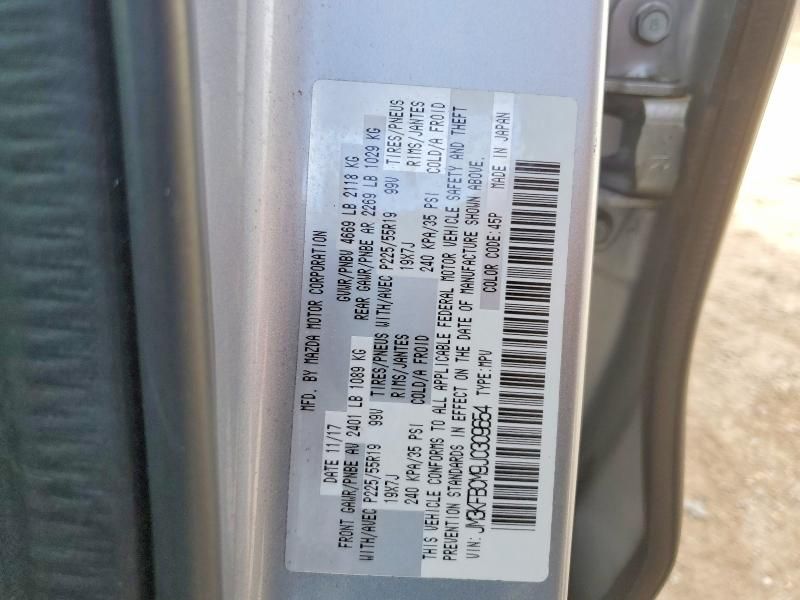 MFD. BY MAZDA MOTOR CORPORATION
DATE 11/17 GVWR/PNBV 4669 LB 2118 KG
FRONT GAWR/PNBE AV 2401 LB 1089 KG REAR GAWR/PNBE AR 2269 LB 1029 KG
WITH/AVEC P225/55R19 99V TIRES/PNEUS WITH/AVEC P225/55R19 99V TIRES/PNEUS
19X7J RIMS/JANTES 19X7J RIMS/JANTES
240 KPA/35 PSI COLD/A FROID 240 KPA/35 PSI COLD/A FROID
THIS VEHICLE CONFORMS TO ALL APPLICABLE FEDERAL MOTOR VEHICLE SAFETY AND THEFT
PREVENTION STANDARDS IN EFFECT ON THE DATE OF MANUFACTURE SHOWN ABOVE.
VIN: JM3KFBCM9J0309654 TYPE:MPV COLOR CODE:45P MADE IN JAPAN